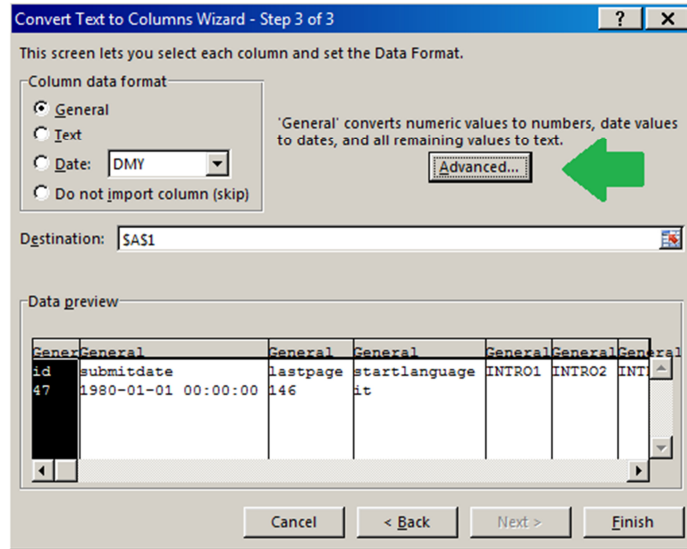 Convert Text to Columns Wizard - Step 3 of 3
?
This screen lets you select each column and set the Data Format.
Column data format
General
Text
Date: DMY
Do not import column (skip)
'General' converts numeric values to numbers, date values
to dates, and all remaining values to text.
Advanced...
Destination: $A$1
Data preview
Gener General General General General General General
id submitdate lastpage startlanguage INTRO1 INTRO2
47 1980-01-01 00:00:00 146 it
Cancel < Back Next > Finish